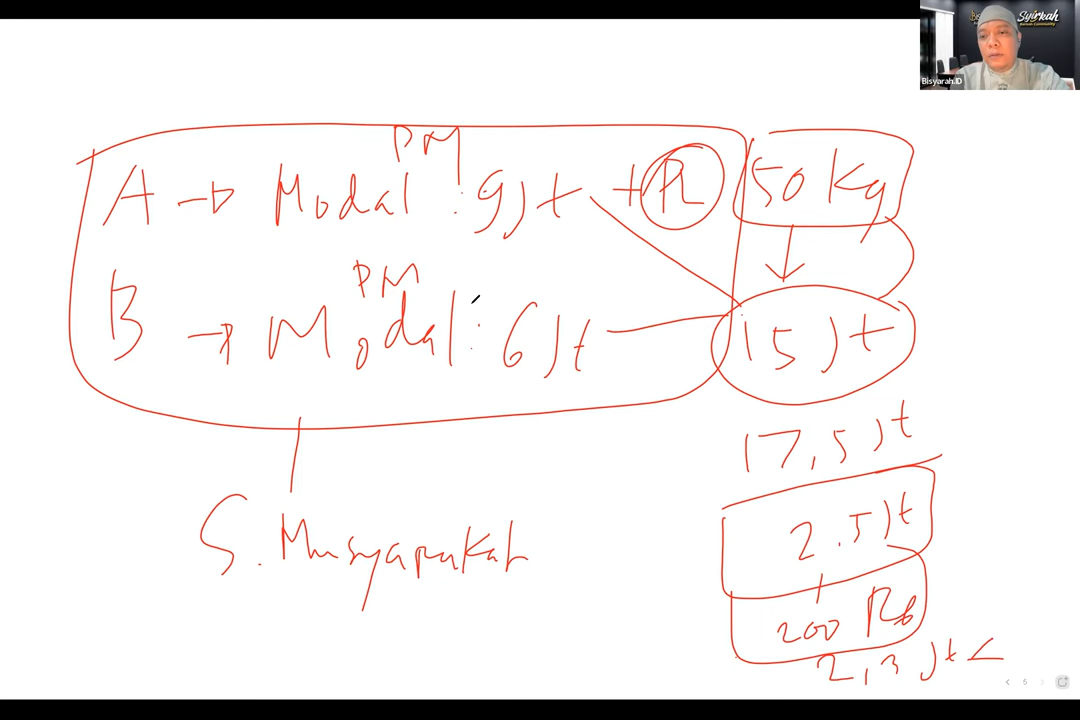 Syirkah
Bisyarah.ID
PM
A → Modal : 9 jt + PL 50 Kg
PM
B → Modal : 6 jt 15 jt
17,5 jt
2.5 jt
200 Rb
2,3 jt <
S. Musyarakah
5